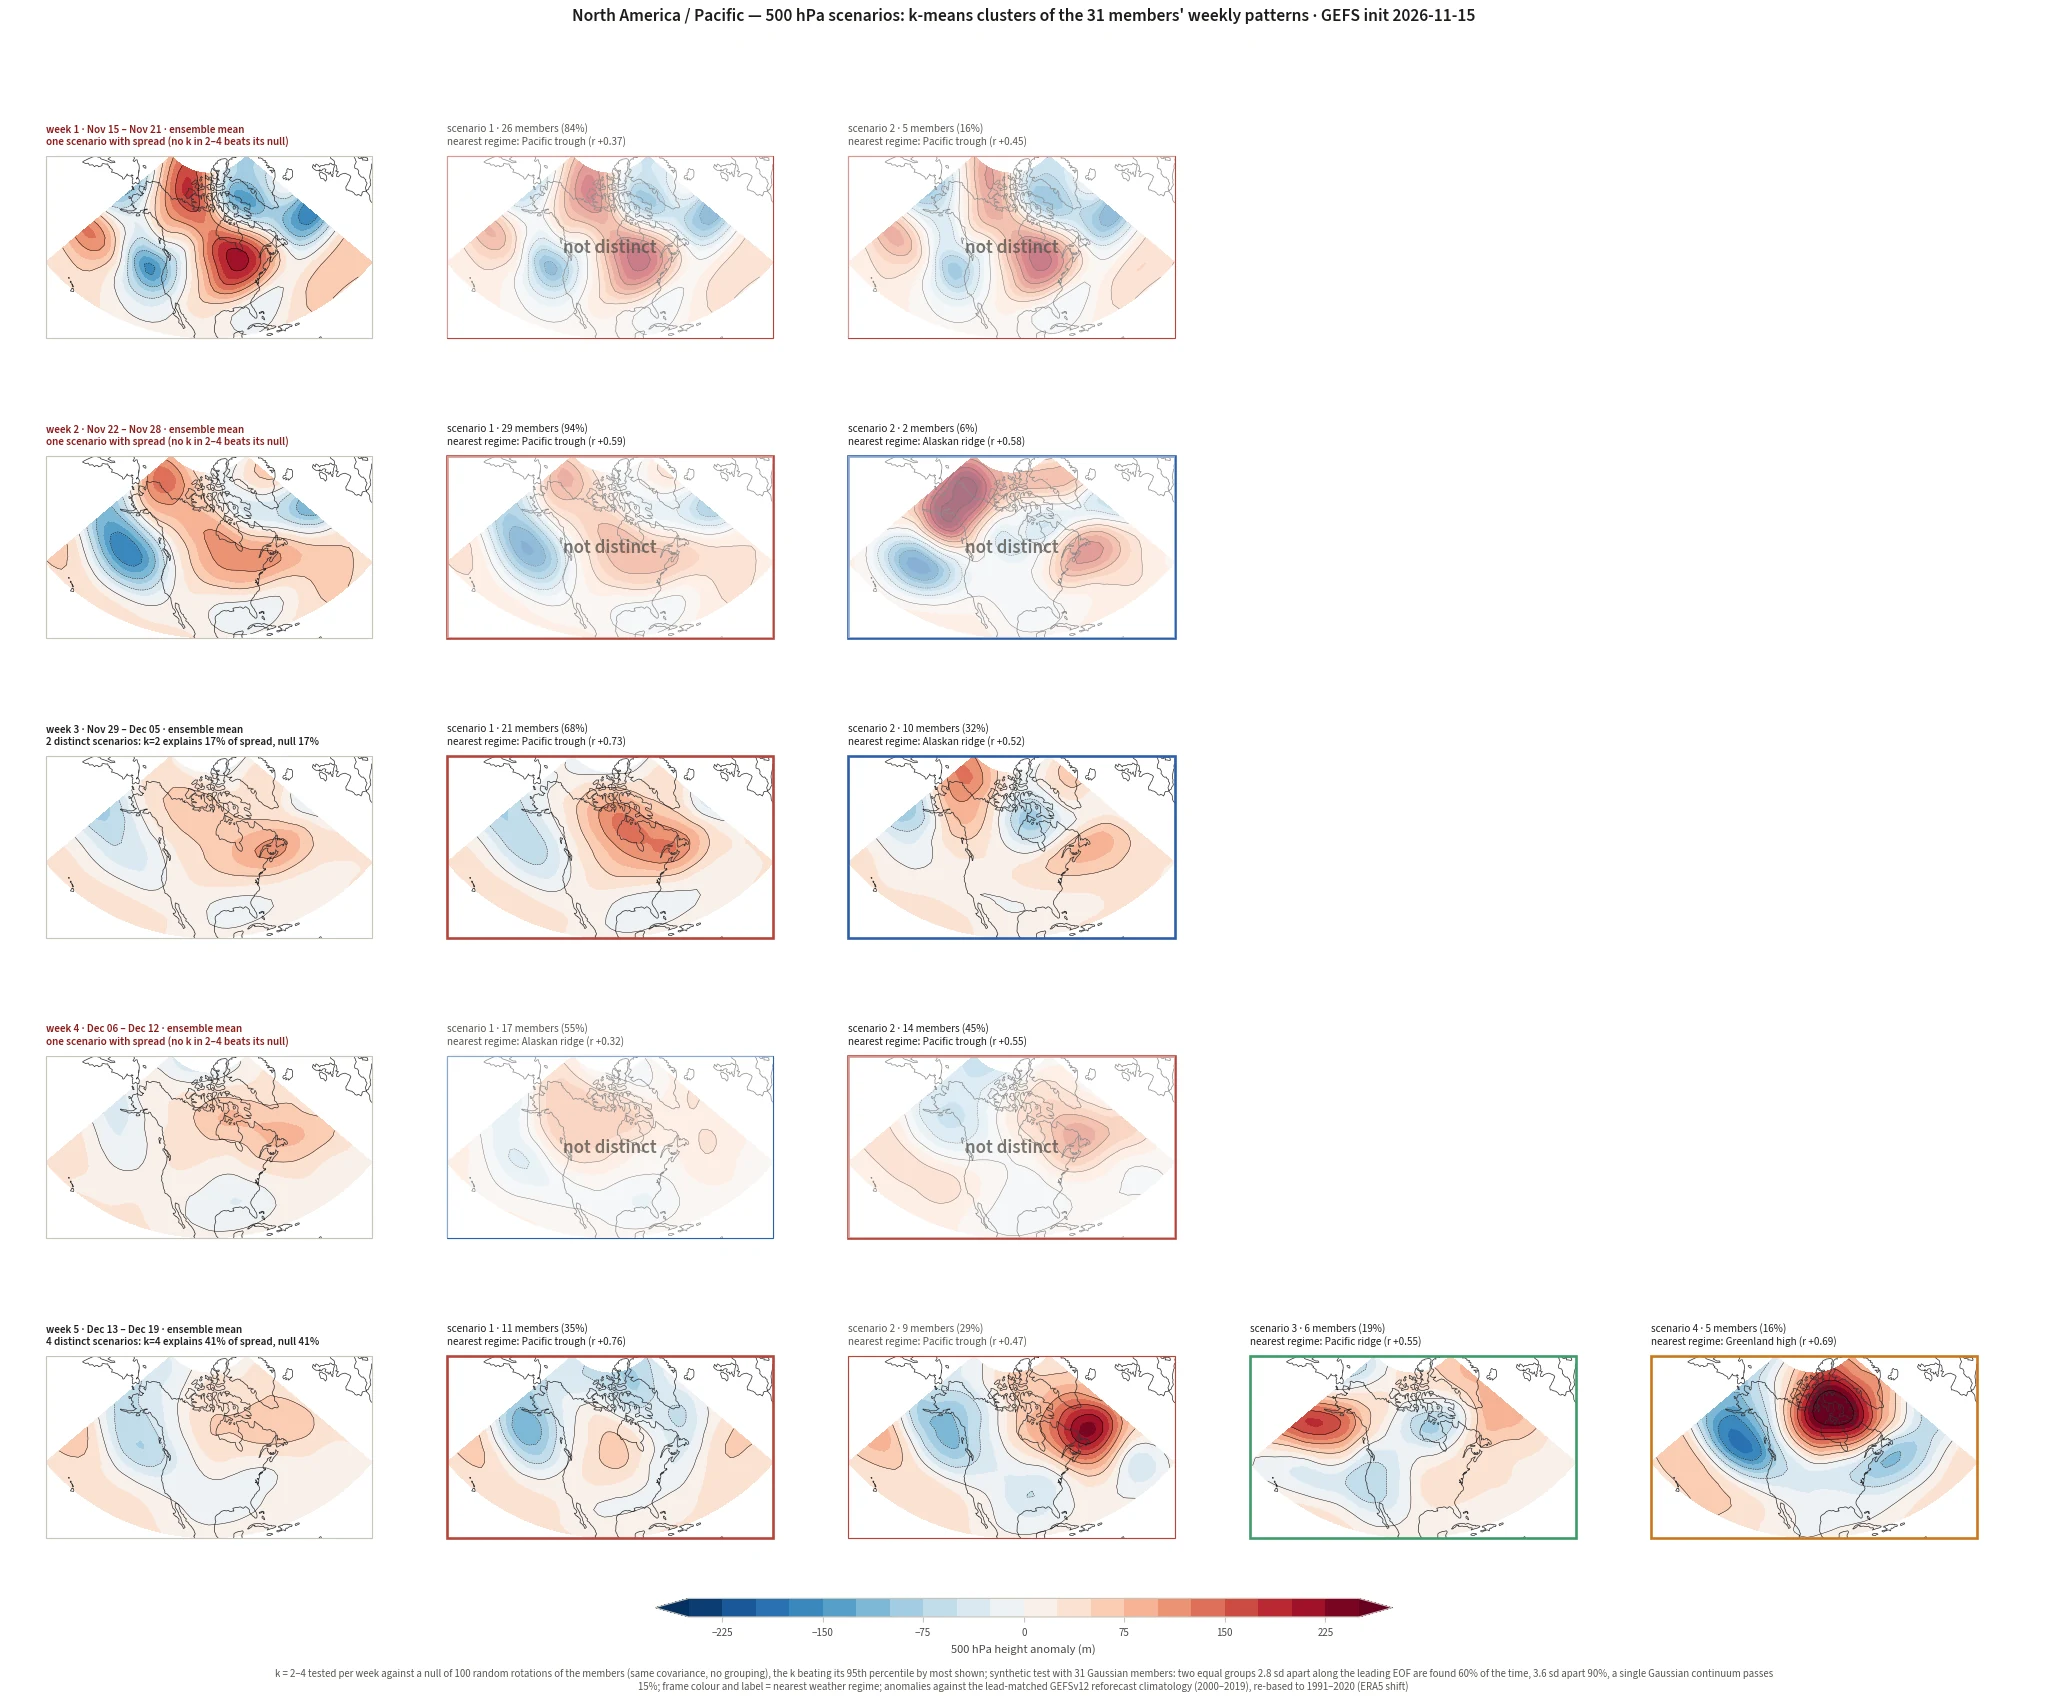 North America / Pacific — 500 hPa scenarios: k-means clusters of the 31 members' weekly patterns · GEFS init 2026-11-15
week 1 · Nov 15 – Nov 21 · ensemble mean
one scenario with spread (no k in 2–4 beats its null)
scenario 1 · 26 members (84%)
nearest regime: Pacific trough (r +0.37)
not distinct
scenario 2 · 5 members (16%)
nearest regime: Pacific trough (r +0.45)
not distinct
week 2 · Nov 22 – Nov 28 · ensemble mean
one scenario with spread (no k in 2–4 beats its null)
scenario 1 · 29 members (94%)
nearest regime: Pacific trough (r +0.59)
not distinct
scenario 2 · 2 members (6%)
nearest regime: Alaskan ridge (r +0.58)
not distinct
week 3 · Nov 29 – Dec 05 · ensemble mean
2 distinct scenarios: k=2 explains 17% of spread, null 17%
scenario 1 · 21 members (68%)
nearest regime: Pacific trough (r +0.73)
scenario 2 · 10 members (32%)
nearest regime: Alaskan ridge (r +0.52)
week 4 · Dec 06 – Dec 12 · ensemble mean
one scenario with spread (no k in 2–4 beats its null)
scenario 1 · 17 members (55%)
nearest regime: Alaskan ridge (r +0.32)
not distinct
scenario 2 · 14 members (45%)
nearest regime: Pacific trough (r +0.55)
not distinct
week 5 · Dec 13 – Dec 19 · ensemble mean
4 distinct scenarios: k=4 explains 41% of spread, null 41%
scenario 1 · 11 members (35%)
nearest regime: Pacific trough (r +0.76)
scenario 2 · 9 members (29%)
nearest regime: Pacific trough (r +0.47)
scenario 3 · 6 members (19%)
nearest regime: Pacific ridge (r +0.55)
scenario 4 · 5 members (16%)
nearest regime: Greenland high (r +0.69)
−225 −150 −75 0 75 150 225
500 hPa height anomaly (m)
k = 2–4 tested per week against a null of 100 random rotations of the members (same covariance, no grouping), the k beating its 95th percentile by most shown; synthetic test with 31 Gaussian members: two equal groups 2.8 sd apart along the leading EOF are found 60% of the time, 3.6 sd apart 90%, a single Gaussian continuum passes
15%; frame colour and label = nearest weather regime; anomalies against the lead-matched GEFSv12 reforecast climatology (2000–2019), re-based to 1991–2020 (ERA5 shift)